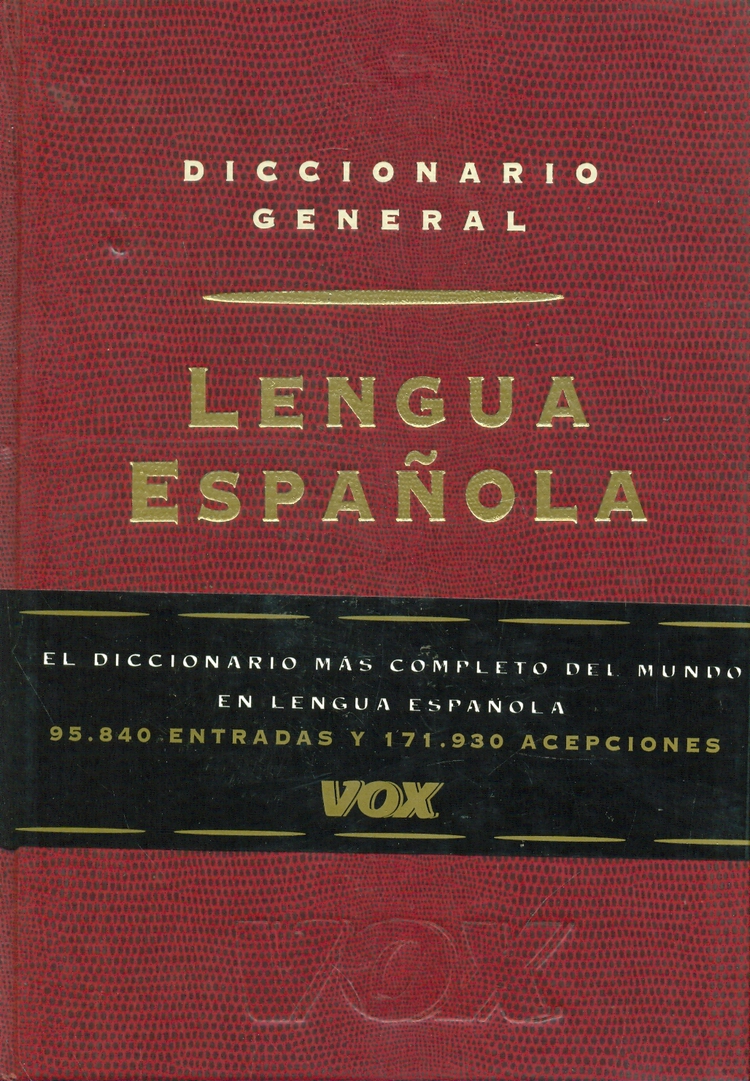 DICCIONARIO
GENERAL
LENGUA
ESPAÑOLA
EL DICCIONARIO MÁS COMPLETO DEL MUNDO
EN LENGUA ESPAÑOLA
95.840 ENTRADAS Y 171.930 ACEPCIONES
VOX
VOX